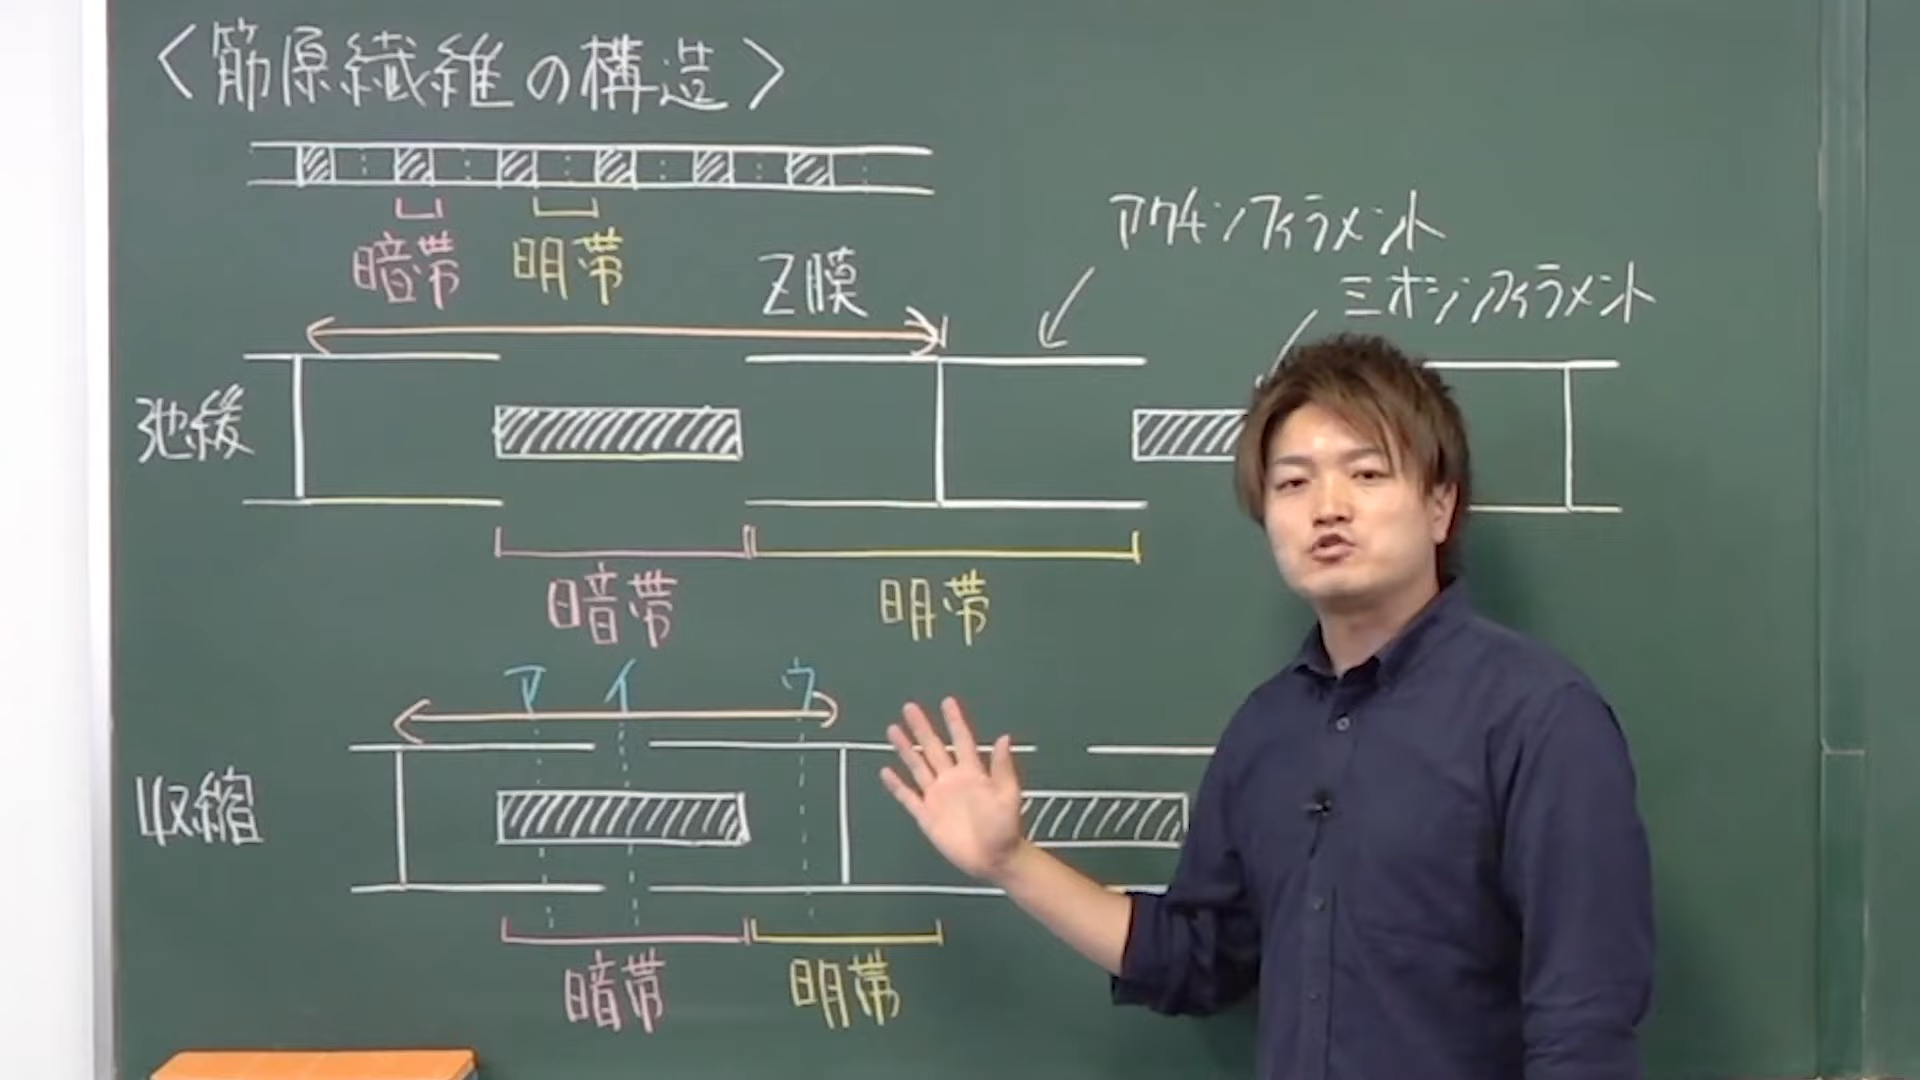 〈筋原繊維の構造〉
暗帯 明帯
Z膜
アクチンフィラメント
ミオシンフィラメント
弛緩
暗帯 明帯
ア イ ウ
収縮
暗帯 明帯